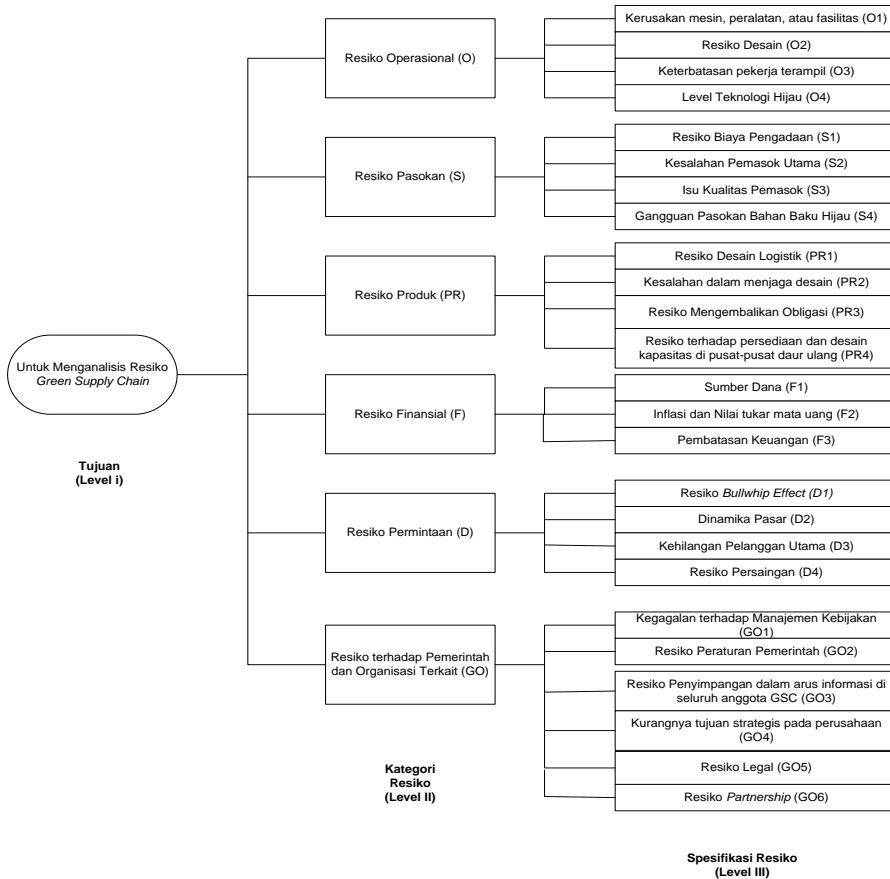 Untuk Menganalisis Resiko
Green Supply Chain
Tujuan
(Level i)
Resiko Operasional (O)
Kerusakan mesin, peralatan, atau fasilitas (O1)
Resiko Desain (O2)
Keterbatasan pekerja terampil (O3)
Level Teknologi Hijau (O4)
Resiko Pasokan (S)
Resiko Biaya Pengadaan (S1)
Kesalahan Pemasok Utama (S2)
Isu Kualitas Pemasok (S3)
Gangguan Pasokan Bahan Baku Hijau (S4)
Resiko Produk (PR)
Resiko Desain Logistik (PR1)
Kesalahan dalam menjaga desain (PR2)
Resiko Mengembalikan Obligasi (PR3)
Resiko terhadap persediaan dan desain
kapasitas di pusat-pusat daur ulang (PR4)
Resiko Finansial (F)
Sumber Dana (F1)
Inflasi dan Nilai tukar mata uang (F2)
Pembatasan Keuangan (F3)
Resiko Permintaan (D)
Resiko Bullwhip Effect (D1)
Dinamika Pasar (D2)
Kehilangan Pelanggan Utama (D3)
Resiko Persaingan (D4)
Resiko terhadap Pemerintah
dan Organisasi Terkait (GO)
Kegagalan terhadap Manajemen Kebijakan
(GO1)
Resiko Peraturan Pemerintah (GO2)
Resiko Penyimpangan dalam arus informasi di
seluruh anggota GSC (GO3)
Kurangnya tujuan strategis pada perusahaan
(GO4)
Resiko Legal (GO5)
Resiko Partnership (GO6)
Kategori
Resiko
(Level II)
Spesifikasi Resiko
(Level III)